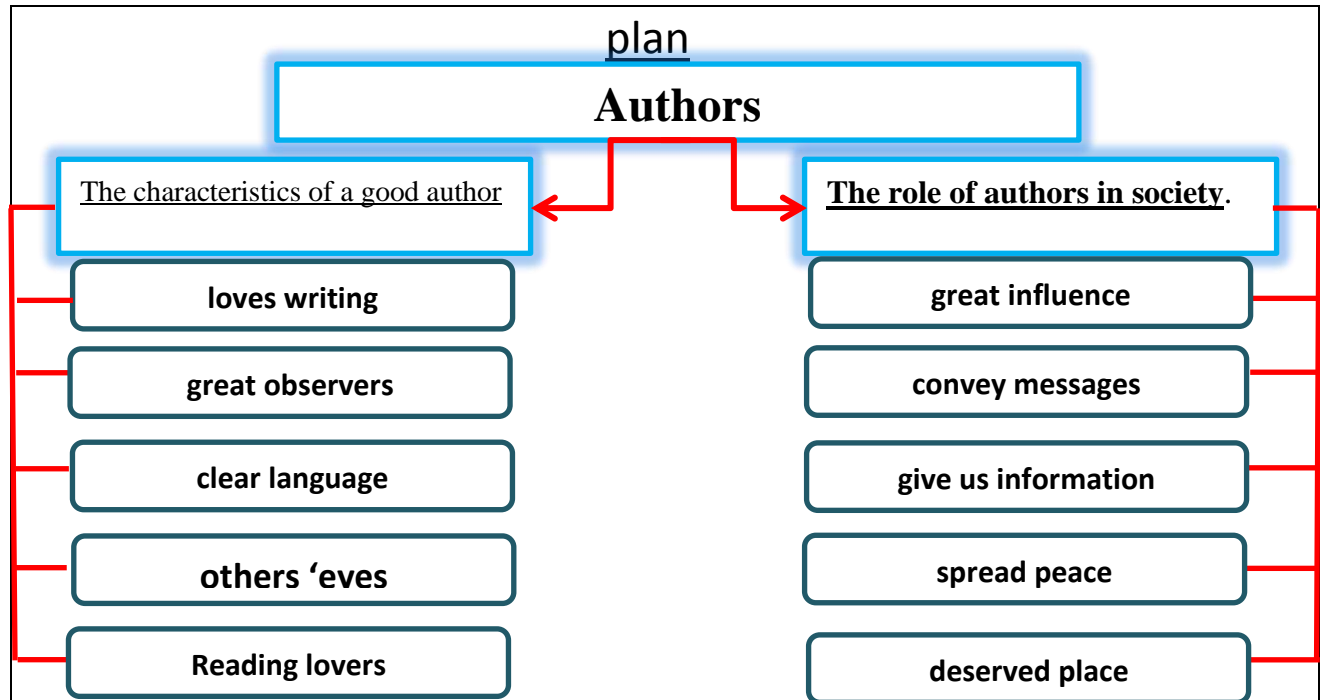 plan
Authors
The characteristics of a good author
loves writing
great observers
clear language
others ‘eyes
Reading lovers
The role of authors in society.
great influence
convey messages
give us information
spread peace
deserved place